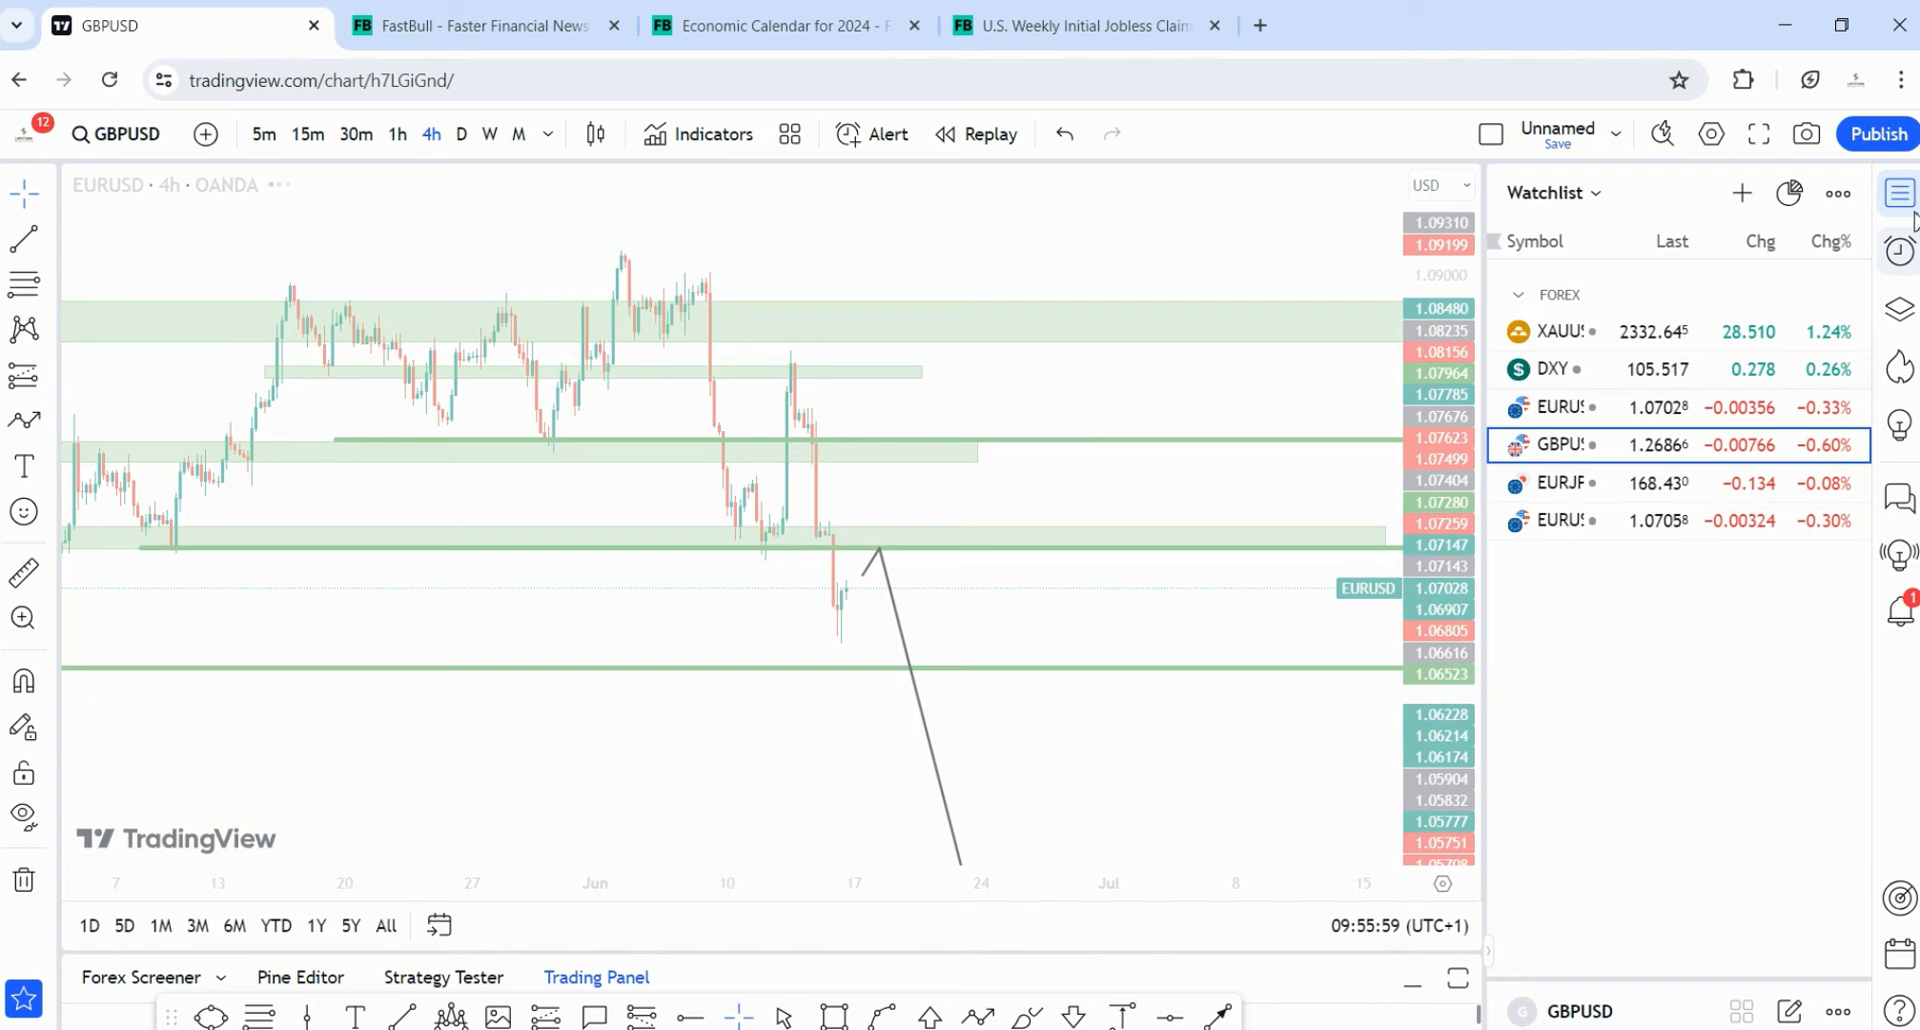 GBPUSD
FastBull - Faster Financial News
Economic Calendar for 2024 - F
U.S. Weekly Initial Jobless Claim
tradingview.com/chart/h7LGiGnd/
12
GBPUSD
5m 15m 30m 1h 4h D W M
Indicators
Alert
Replay
Unnamed
Save
Publish
EURUSD · 4h · OANDA
USD
1.09310
1.09199
1.09000
1.08480
1.08235
1.08156
1.07964
1.07785
1.07676
1.07623
1.07499
1.07404
1.07280
1.07259
1.07147
1.07143
EURUSD 1.07028
1.06907
1.06805
1.06616
1.06523
1.06228
1.06214
1.06174
1.05904
1.05832
1.05777
1.05751
1.05708
TradingView
7 13 20 27 Jun 10 17 24 Jul 8 15
1D 5D 1M 3M 6M YTD 1Y 5Y All
09:55:59 (UTC+1)
Forex Screener
Pine Editor
Strategy Tester
Trading Panel
Watchlist
Symbol Last Chg Chg%
FOREX
XAUU 2332.645 28.510 1.24%
DXY 105.517 0.278 0.26%
EURUS 1.07028 −0.00356 −0.33%
GBPUS 1.26866 −0.00766 −0.60%
EURJF 168.430 −0.134 −0.08%
EURUS 1.07058 −0.00324 −0.30%
1
G GBPUSD